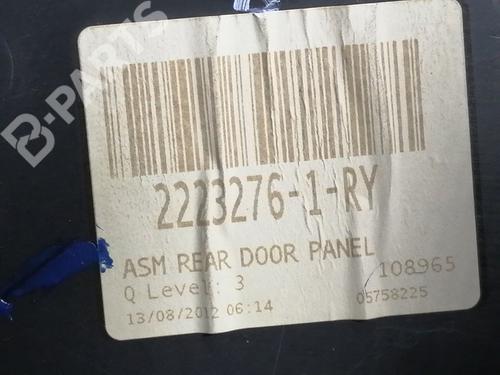 B-PARTS
2223276-1-RY
ASM REAR DOOR PANEL
Q Level: 3
108965
13/08/2012 06:14
05758225